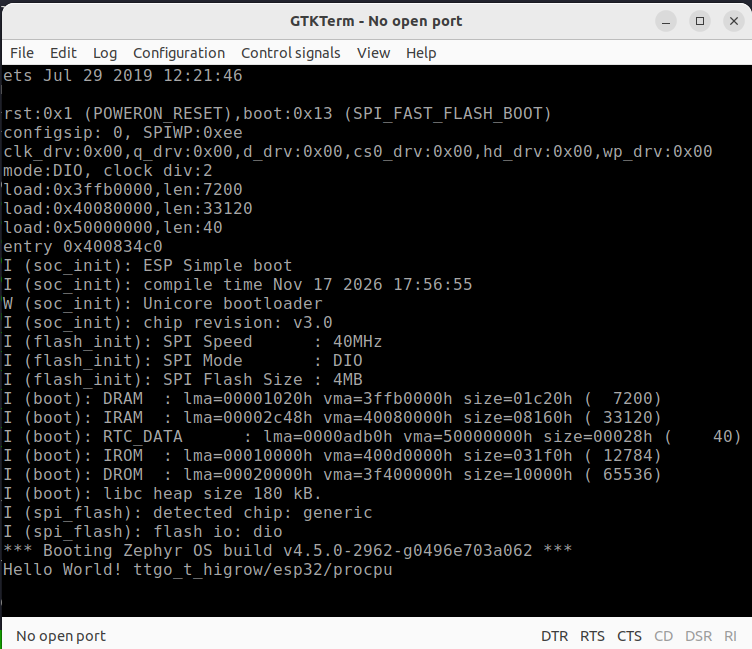 GTKTerm - No open port
File Edit Log Configuration Control signals View Help
ets Jul 29 2019 12:21:46
rst:0x1 (POWERON_RESET),boot:0x13 (SPI_FAST_FLASH_BOOT)
configsip: 0, SPIWP:0xee
clk_drv:0x00,q_drv:0x00,d_drv:0x00,cs0_drv:0x00,hd_drv:0x00,wp_drv:0x00
mode:DIO, clock div:2
load:0x3ffb0000,len:7200
load:0x40080000,len:33120
load:0x50000000,len:40
entry 0x400834c0
I (soc_init): ESP Simple boot
I (soc_init): compile time Nov 17 2026 17:56:55
W (soc_init): Unicore bootloader
I (soc_init): chip revision: v3.0
I (flash_init): SPI Speed      : 40MHz
I (flash_init): SPI Mode       : DIO
I (flash_init): SPI Flash Size : 4MB
I (boot): DRAM  : lma=00001020h vma=3ffb0000h size=01c20h (  7200)
I (boot): IRAM  : lma=00002c48h vma=40080000h size=08160h ( 33120)
I (boot): RTC_DATA      : lma=0000adb0h vma=50000000h size=00028h (    40)
I (boot): IROM  : lma=00010000h vma=400d0000h size=031f0h ( 12784)
I (boot): DROM  : lma=00020000h vma=3f400000h size=10000h ( 65536)
I (boot): libc heap size 180 kB.
I (spi_flash): detected chip: generic
I (spi_flash): flash io: dio
*** Booting Zephyr OS build v4.5.0-2962-g0496e703a062 ***
Hello World! ttgo_t_higrow/esp32/procpu
No open port DTR RTS CTS CD DSR RI